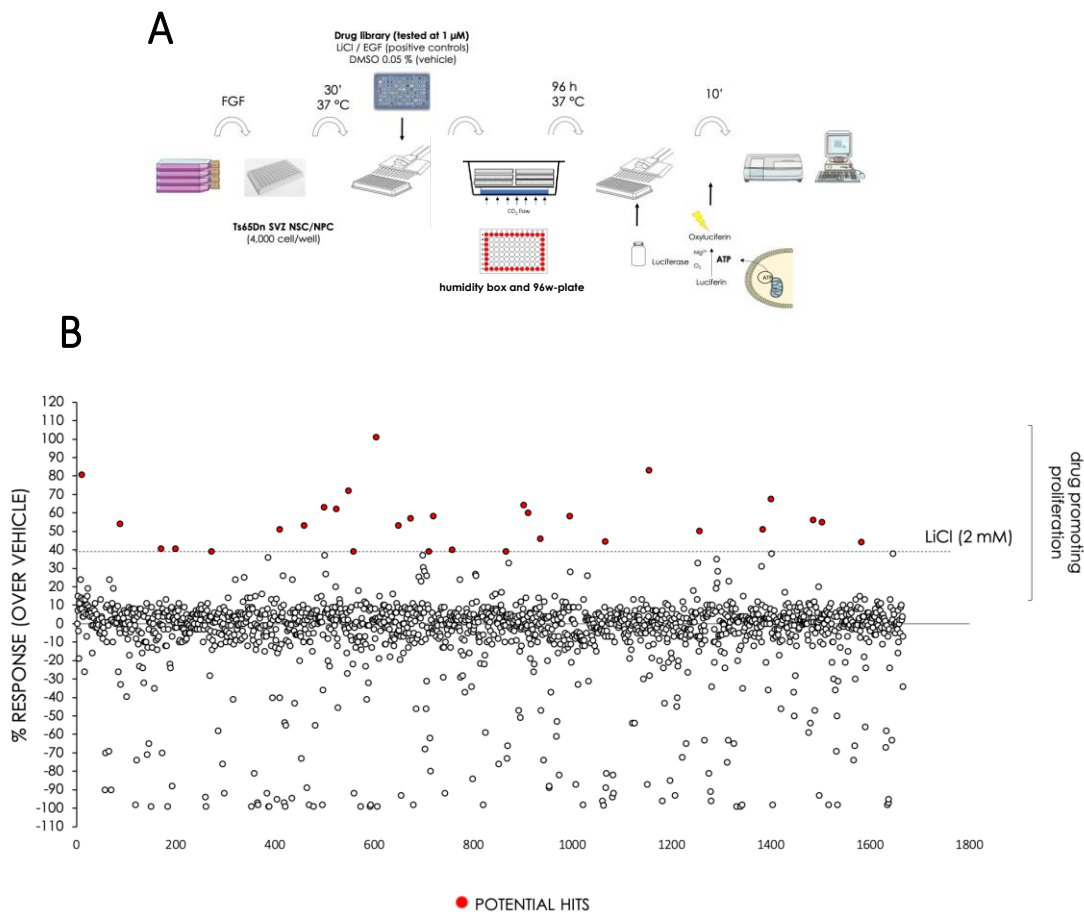 A
Drug library (tested at 1 µM)
LiCl / EGF (positive controls)
DMSO 0.05 % (vehicle)
FGF
30'
37 °C
96 h
37 °C
10'
CO₂ flow
Ts65Dn SVZ NSC/NPC
(4,000 cell/well)
humidity box and 96w-plate
Luciferase
Oxyluciferin
Mg²⁺
O₂
ATP
Luciferin
ATP
B
% RESPONSE (OVER VEHICLE)
120
110
100
90
80
70
60
50
40
30
20
10
0
-10
-20
-30
-40
-50
-60
-70
-80
-90
-100
-110
0 200 400 600 800 1000 1200 1400 1600 1800
LiCl (2 mM)
drug promoting
proliferation
POTENTIAL HITS